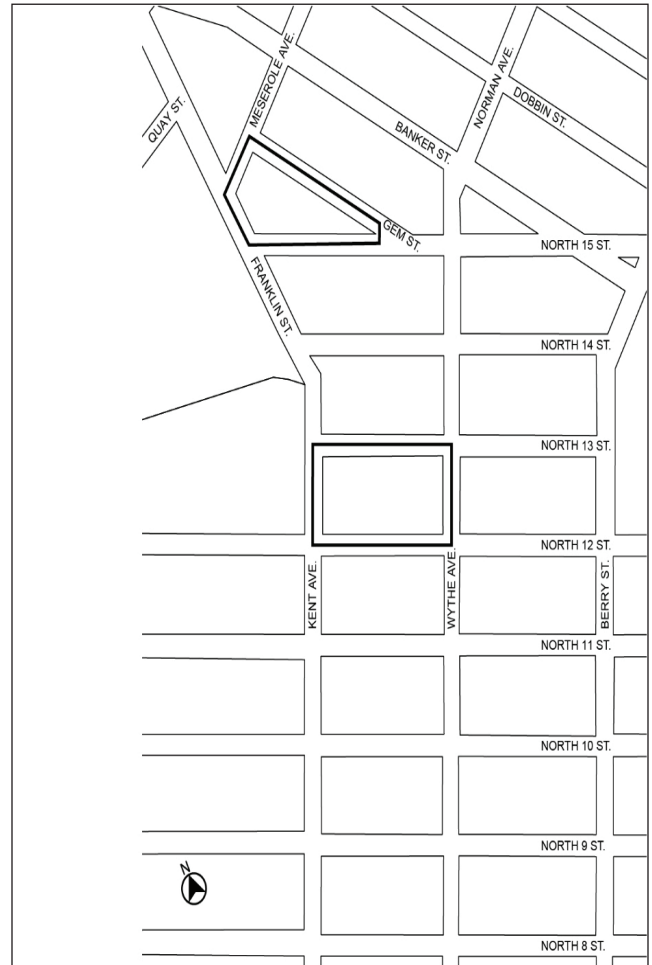 MESEROLE AVE.
NORMAN AVE.
QUAY ST.
DOBBIN ST.
BANKER ST.
GEM ST.
NORTH 15 ST.
FRANKLIN ST.
NORTH 14 ST.
NORTH 13 ST.
NORTH 12 ST.
KENT AVE.
WYTHE AVE.
BERRY ST.
NORTH 11 ST.
NORTH 10 ST.
NORTH 9 ST.
N
NORTH 8 ST.